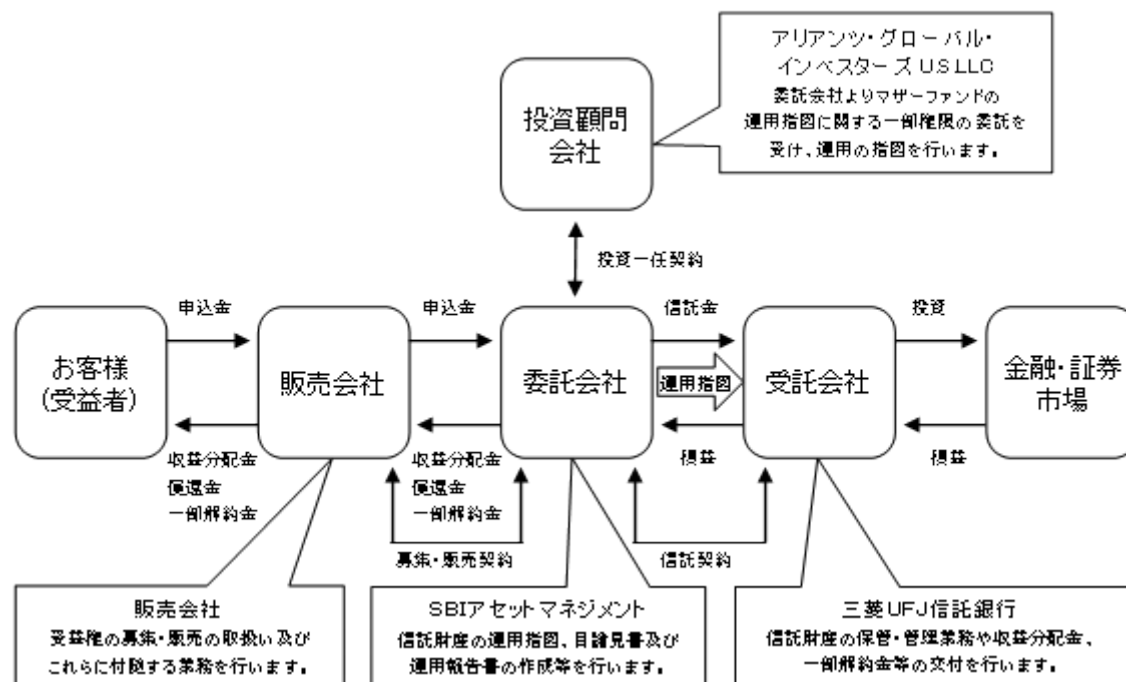 アリアンツ・グローバル・
インベスターズ U.S.LLC
委託会社よりマザーファンドの
運用指図に関する一部権限の委託を
受け、運用の指図を行います。
投資顧問
会社
投資一任契約
申込金
申込金
信託金
投資
お客様
(受益者)
販売会社
委託会社
運用指図
受託会社
金融・証券
市場
収益分配金
償還金
一部解約金
収益分配金
償還金
一部解約金
損益
損益
募集・販売契約
信託契約
販売会社
受益権の募集・販売の取扱い及び
これらに付随する業務を行います。
SBIアセットマネジメント
信託財産の運用指図、目論見書及び
運用報告書の作成等を行います。
三菱UFJ信託銀行
信託財産の保管・管理業務や収益分配金、
一部解約金等の交付を行います。